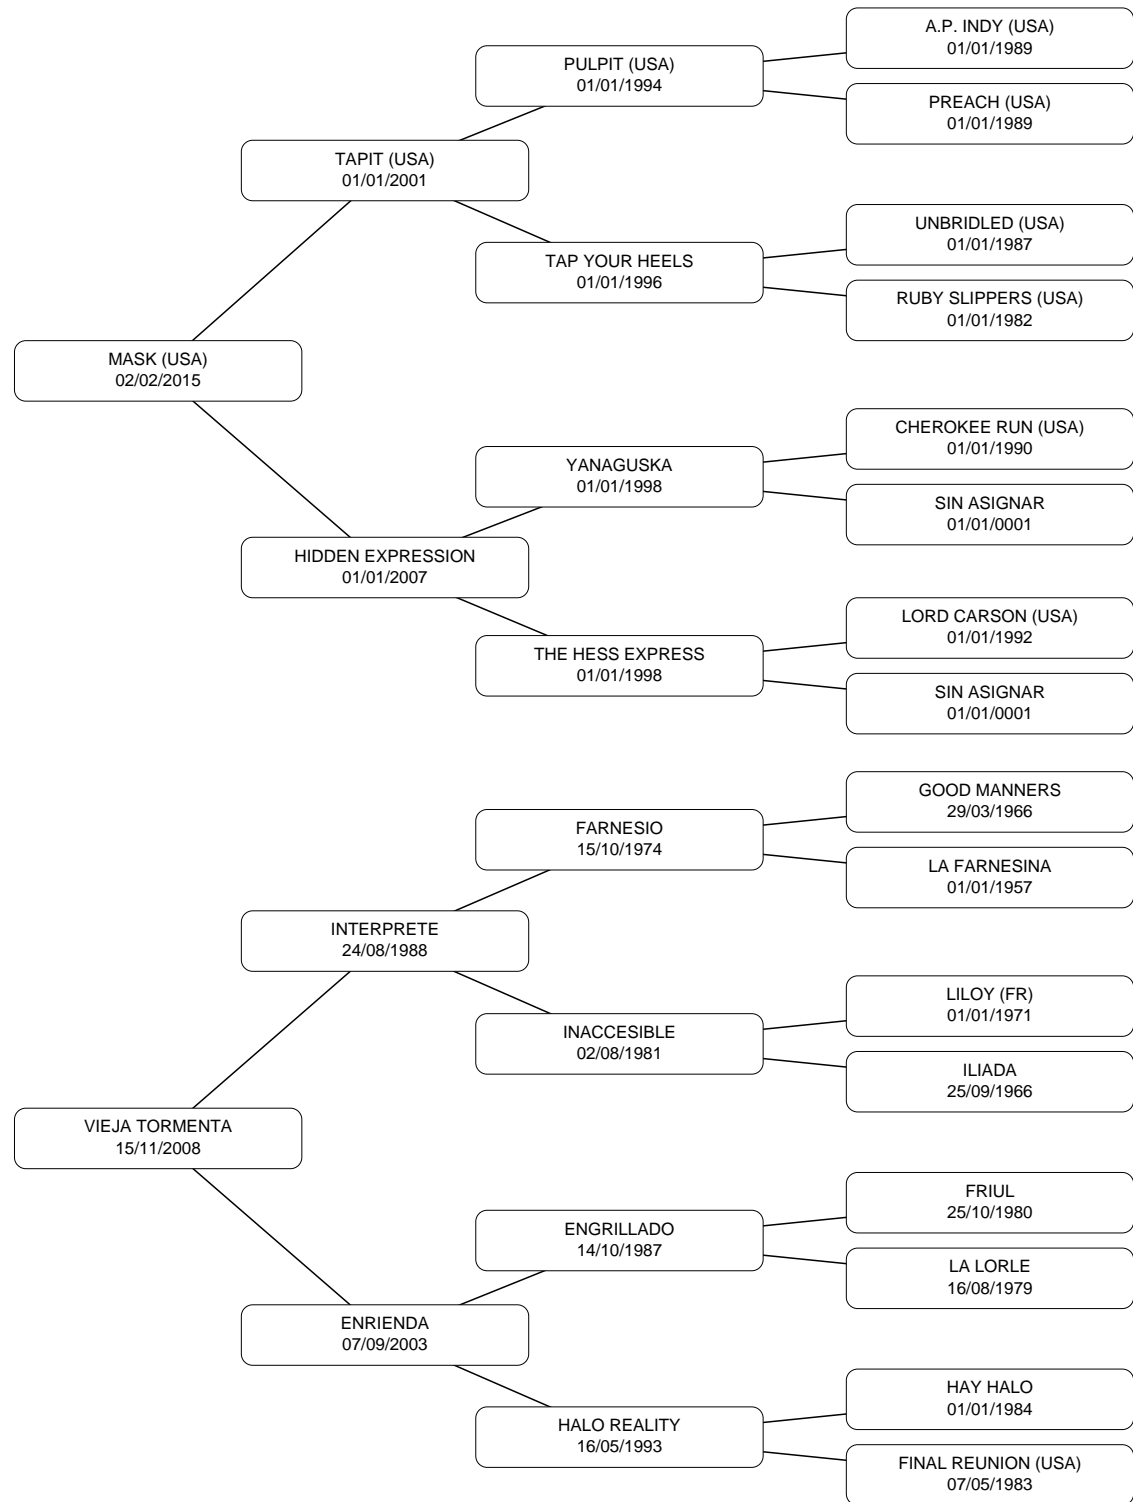 A.P. INDY (USA)
01/01/1989
PULPIT (USA)
01/01/1994
PREACH (USA)
01/01/1989
TAPIT (USA)
01/01/2001
UNBRIDLED (USA)
01/01/1987
TAP YOUR HEELS
01/01/1996
RUBY SLIPPERS (USA)
01/01/1982
MASK (USA)
02/02/2015
CHEROKEE RUN (USA)
01/01/1990
YANAGUSKA
01/01/1998
SIN ASIGNAR
01/01/0001
HIDDEN EXPRESSION
01/01/2007
LORD CARSON (USA)
01/01/1992
THE HESS EXPRESS
01/01/1998
SIN ASIGNAR
01/01/0001
GOOD MANNERS
29/03/1966
FARNESIO
15/10/1974
LA FARNESINA
01/01/1957
INTERPRETE
24/08/1988
LILOY (FR)
01/01/1971
INACCESIBLE
02/08/1981
ILIADA
25/09/1966
VIEJA TORMENTA
15/11/2008
FRIUL
25/10/1980
ENGRILLADO
14/10/1987
LA LORLE
16/08/1979
ENRIENDA
07/09/2003
HAY HALO
01/01/1984
HALO REALITY
16/05/1993
FINAL REUNION (USA)
07/05/1983